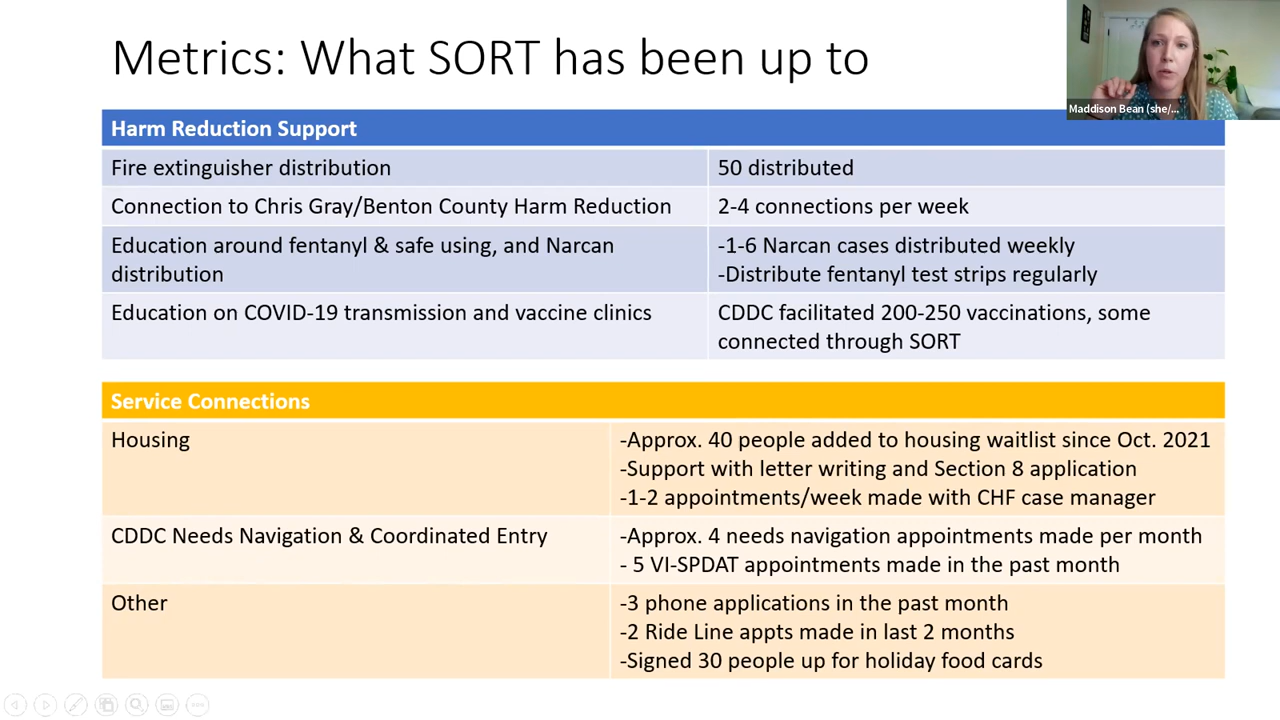 Metrics: What SORT has been up to
Maddison Bean (she/...
Harm Reduction Support
Fire extinguisher distribution
50 distributed
Connection to Chris Gray/Benton County Harm Reduction
2-4 connections per week
Education around fentanyl & safe using, and Narcan
distribution
-1-6 Narcan cases distributed weekly
-Distribute fentanyl test strips regularly
Education on COVID-19 transmission and vaccine clinics
CDDC facilitated 200-250 vaccinations, some
connected through SORT
Service Connections
Housing
-Approx. 40 people added to housing waitlist since Oct. 2021
-Support with letter writing and Section 8 application
-1-2 appointments/week made with CHF case manager
CDDC Needs Navigation & Coordinated Entry
-Approx. 4 needs navigation appointments made per month
- 5 VI-SPDAT appointments made in the past month
Other
-3 phone applications in the past month
-2 Ride Line appts made in last 2 months
-Signed 30 people up for holiday food cards